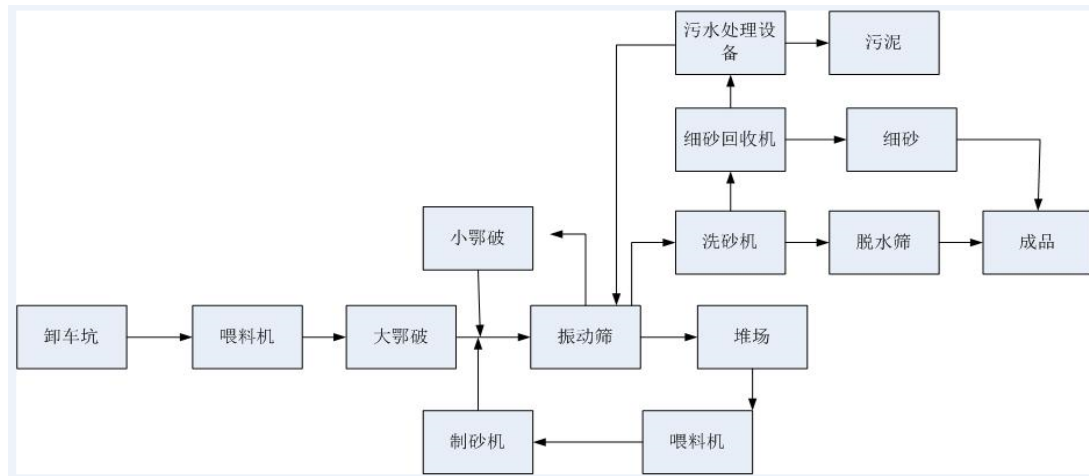 污水处理设
备
污泥
细砂回收机
细砂
小鄂破
洗砂机
脱水筛
成品
卸车坑
喂料机
大鄂破
振动筛
堆场
制砂机
喂料机